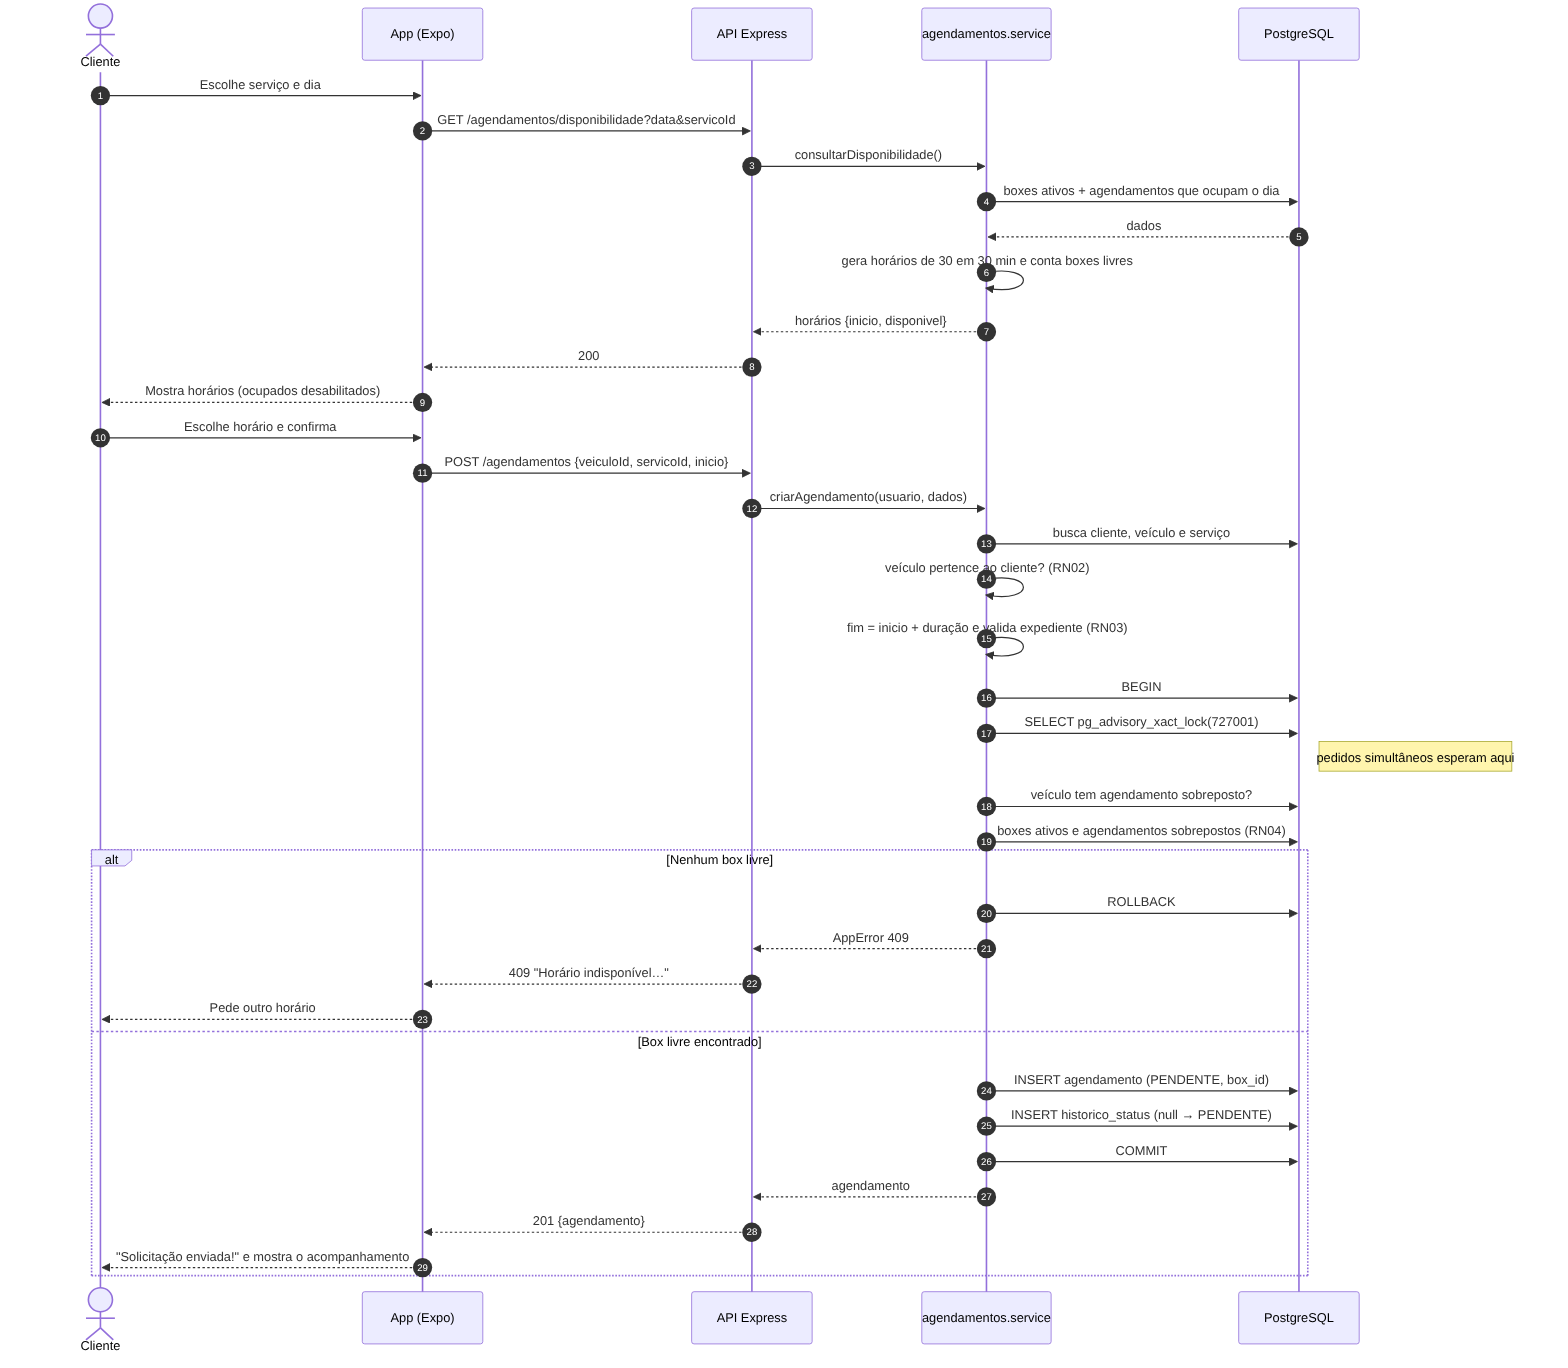 Cliente
App (Expo)
API Express
agendamentos.service
PostgreSQL
1
Escolhe serviço e dia
2
GET /agendamentos/disponibilidade?data&servicoId
3
consultarDisponibilidade()
4
boxes ativos + agendamentos que ocupam o dia
dados
5
gera horários de 30 em 30 min e conta boxes livres
6
horários {inicio, disponivel}
7
200
8
Mostra horários (ocupados desabilitados)
9
10
Escolhe horário e confirma
11
POST /agendamentos {veiculoId, servicoId, inicio}
12
criarAgendamento(usuario, dados)
13
busca cliente, veículo e serviço
veículo pertence ao cliente? (RN02)
14
fim = inicio + duração e valida expediente (RN03)
15
16
BEGIN
17
SELECT pg_advisory_xact_lock(727001)
pedidos simultâneos esperam aqui
18
veículo tem agendamento sobreposto?
19
boxes ativos e agendamentos sobrepostos (RN04)
alt
[Nenhum box livre]
20
ROLLBACK
AppError 409
21
409 "Horário indisponível…"
22
Pede outro horário
23
[Box livre encontrado]
24
INSERT agendamento (PENDENTE, box_id)
25
INSERT historico_status (null → PENDENTE)
26
COMMIT
agendamento
27
201 {agendamento}
28
"Solicitação enviada!" e mostra o acompanhamento
29
Cliente
App (Expo)
API Express
agendamentos.service
PostgreSQL